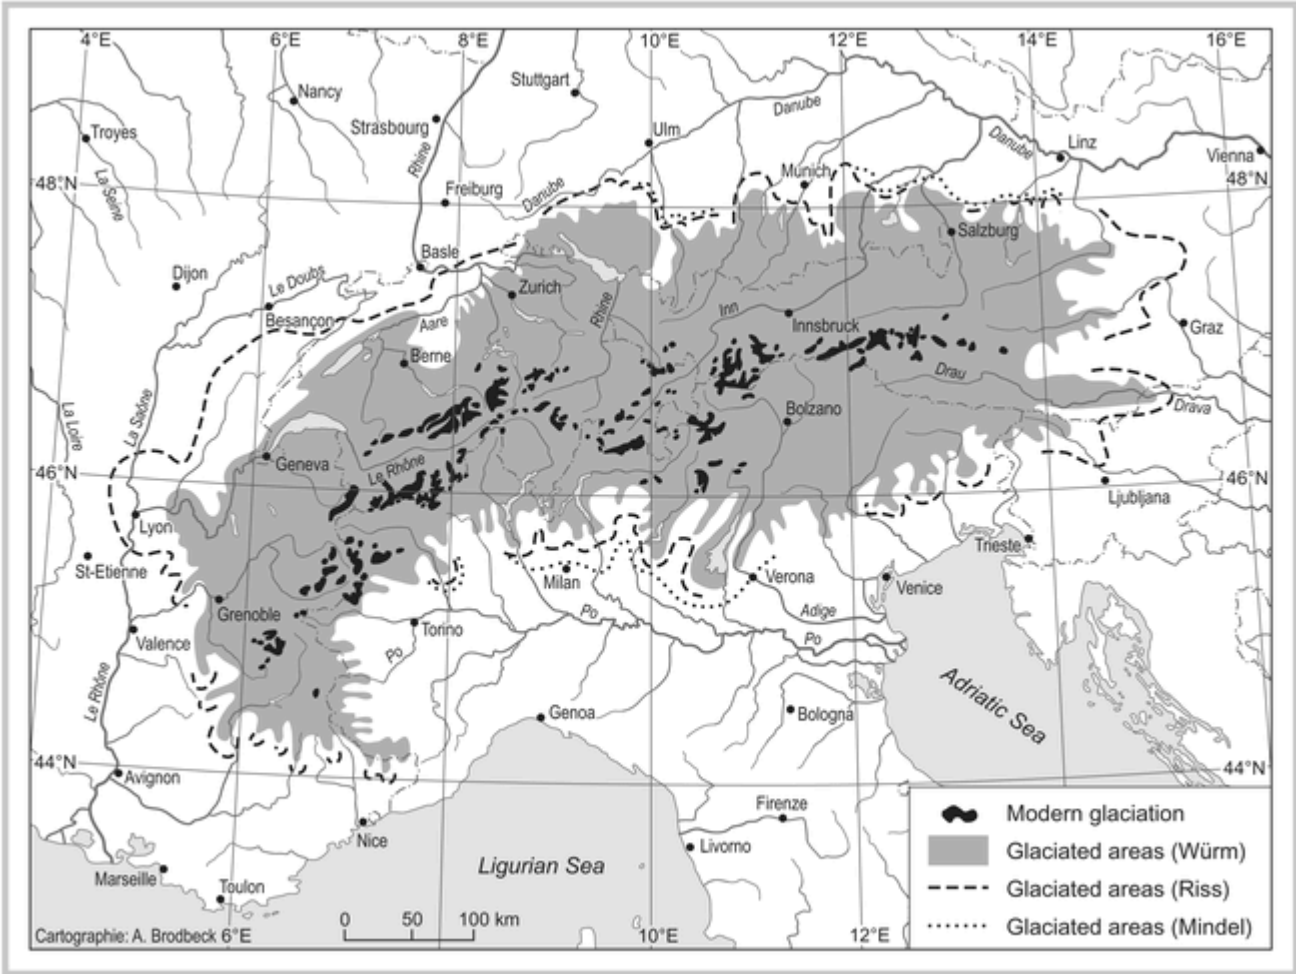 4°E 6°E 8°E 10°E 12°E 14°E 16°E
Stuttgart
Nancy
Danube
Strasbourg
Troyes
Ulm
Danube
Linz
Rhine
Vienna
Munich
48°N
48°N
La Seine
Freiburg
Danube
Salzburg
Basle
Dijon
Le Doubs
Zurich
Besançon
Aare
Rhine
Inn
Innsbruck
Graz
Berne
Drau
La Saône
La Loire
Bolzano
Drava
Geneva
Le Rhône
46°N
46°N
Ljubljana
Lyon
Trieste
St-Etienne
Milan
Verona
Venice
Grenoble
Po
Adige
Valence
Torino
Po
Po
Le Rhône
Adriatic Sea
Genoa
Bologna
44°N
44°N
Avignon
Firenze
Nice
Livorno
Marseille
Toulon
Ligurian Sea
Modern glaciation
Glaciated areas (Würm)
Glaciated areas (Riss)
Glaciated areas (Mindel)
0 50 100 km
Cartographie: A. Brodbeck 6°E
10°E
12°E